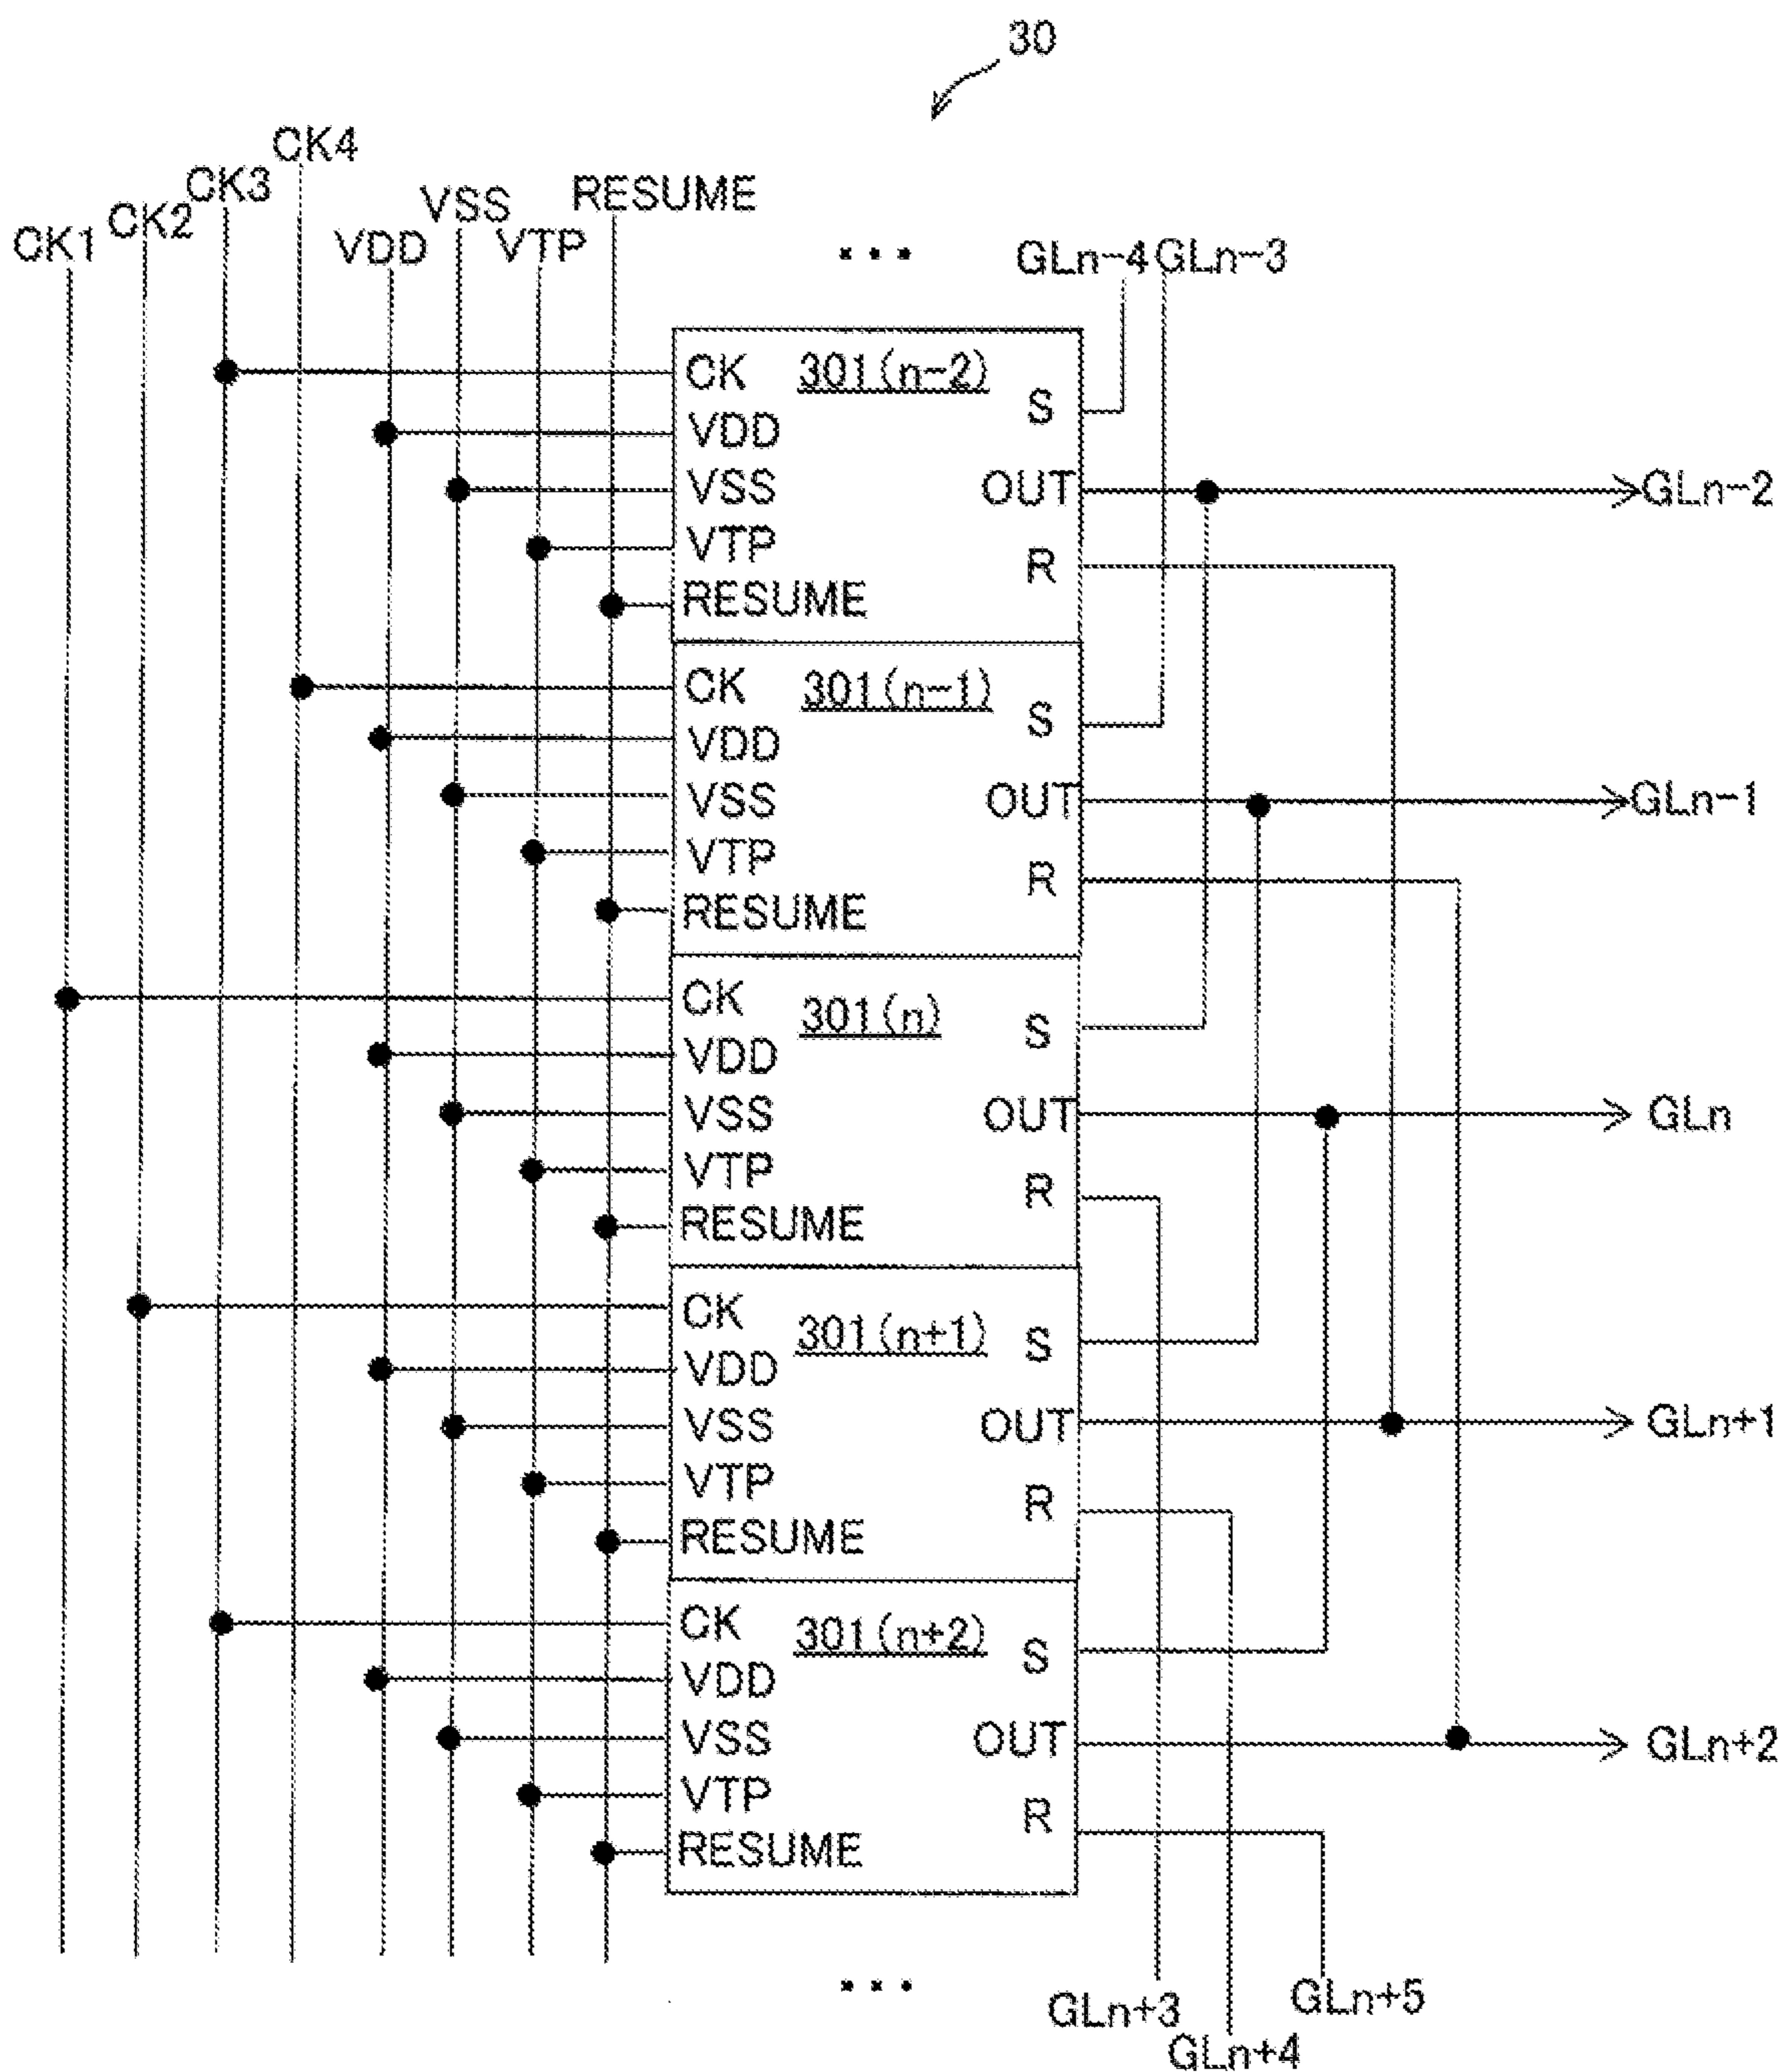 30
CK1 CK2 CK3 CK4 VDD VSS VTP RESUME ... GLn-4 GLn-3
CK 301(n-2)
S
VDD
VSS OUT GLn-2
VTP R
RESUME
CK 301(n-1)
S
VDD
VSS OUT GLn-1
VTP R
RESUME
CK 301(n)
S
VDD
VSS OUT GLn
VTP R
RESUME
CK 301(n+1)
S
VDD
VSS OUT GLn+1
VTP R
RESUME
CK 301(n+2)
S
VDD
VSS OUT GLn+2
VTP R
RESUME
... GLn+3 GLn+4 GLn+5